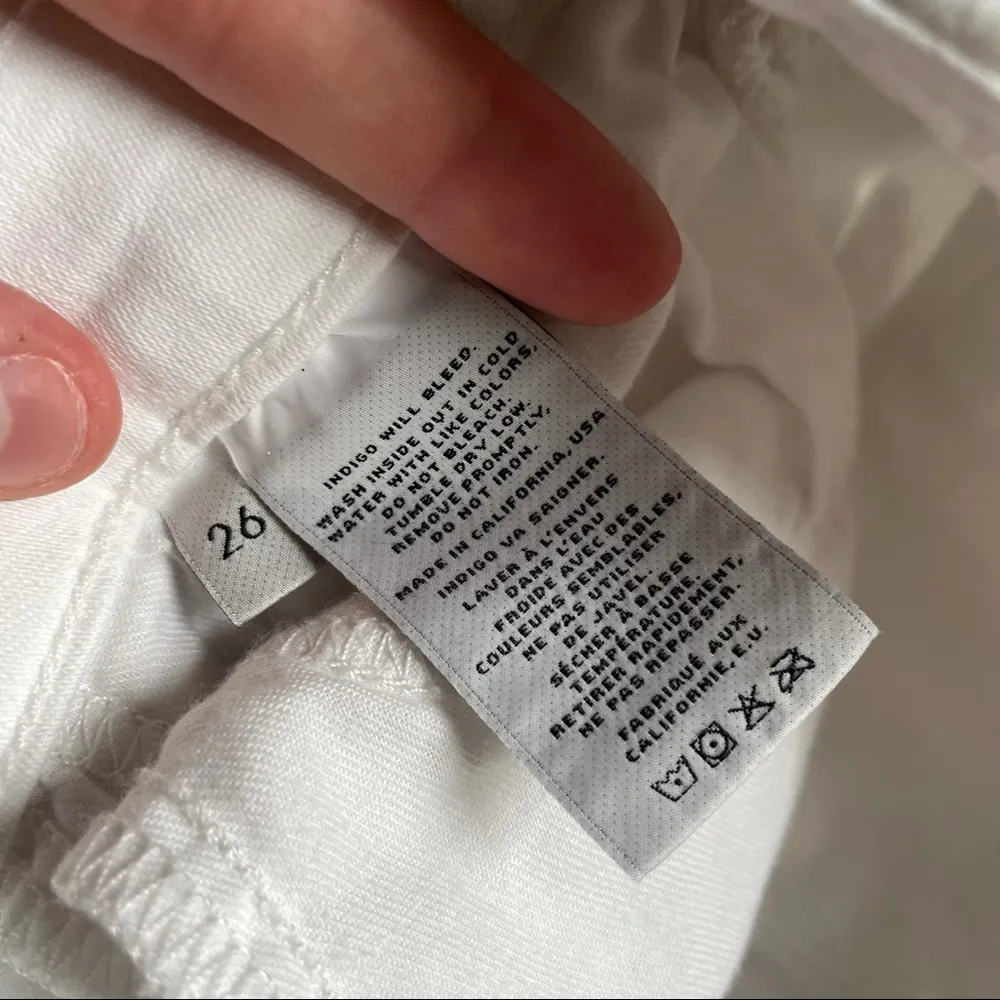 26
INDIGO WILL BLEED.
WASH INSIDE OUT IN COLD
WATER WITH LIKE COLORS.
DO NOT BLEACH.
TUMBLE DRY LOW.
REMOVE PROMPTLY.
DO NOT IRON.
MADE IN CALIFORNIA, USA
INDIGO VA SAIGNER.
LAVER À L'ENVERS
DANS L'EAU
FROIDE AVEC DES
COULEURS SEMBLABLES.
NE PAS UTILISER
DE JAVEL.
SÉCHER À BASSE
TEMPÉRATURE.
RETIRER RAPIDEMENT,
NE PAS REPASSER.
FABRIQUÉ AUX
CALIFORNIE, E.U.